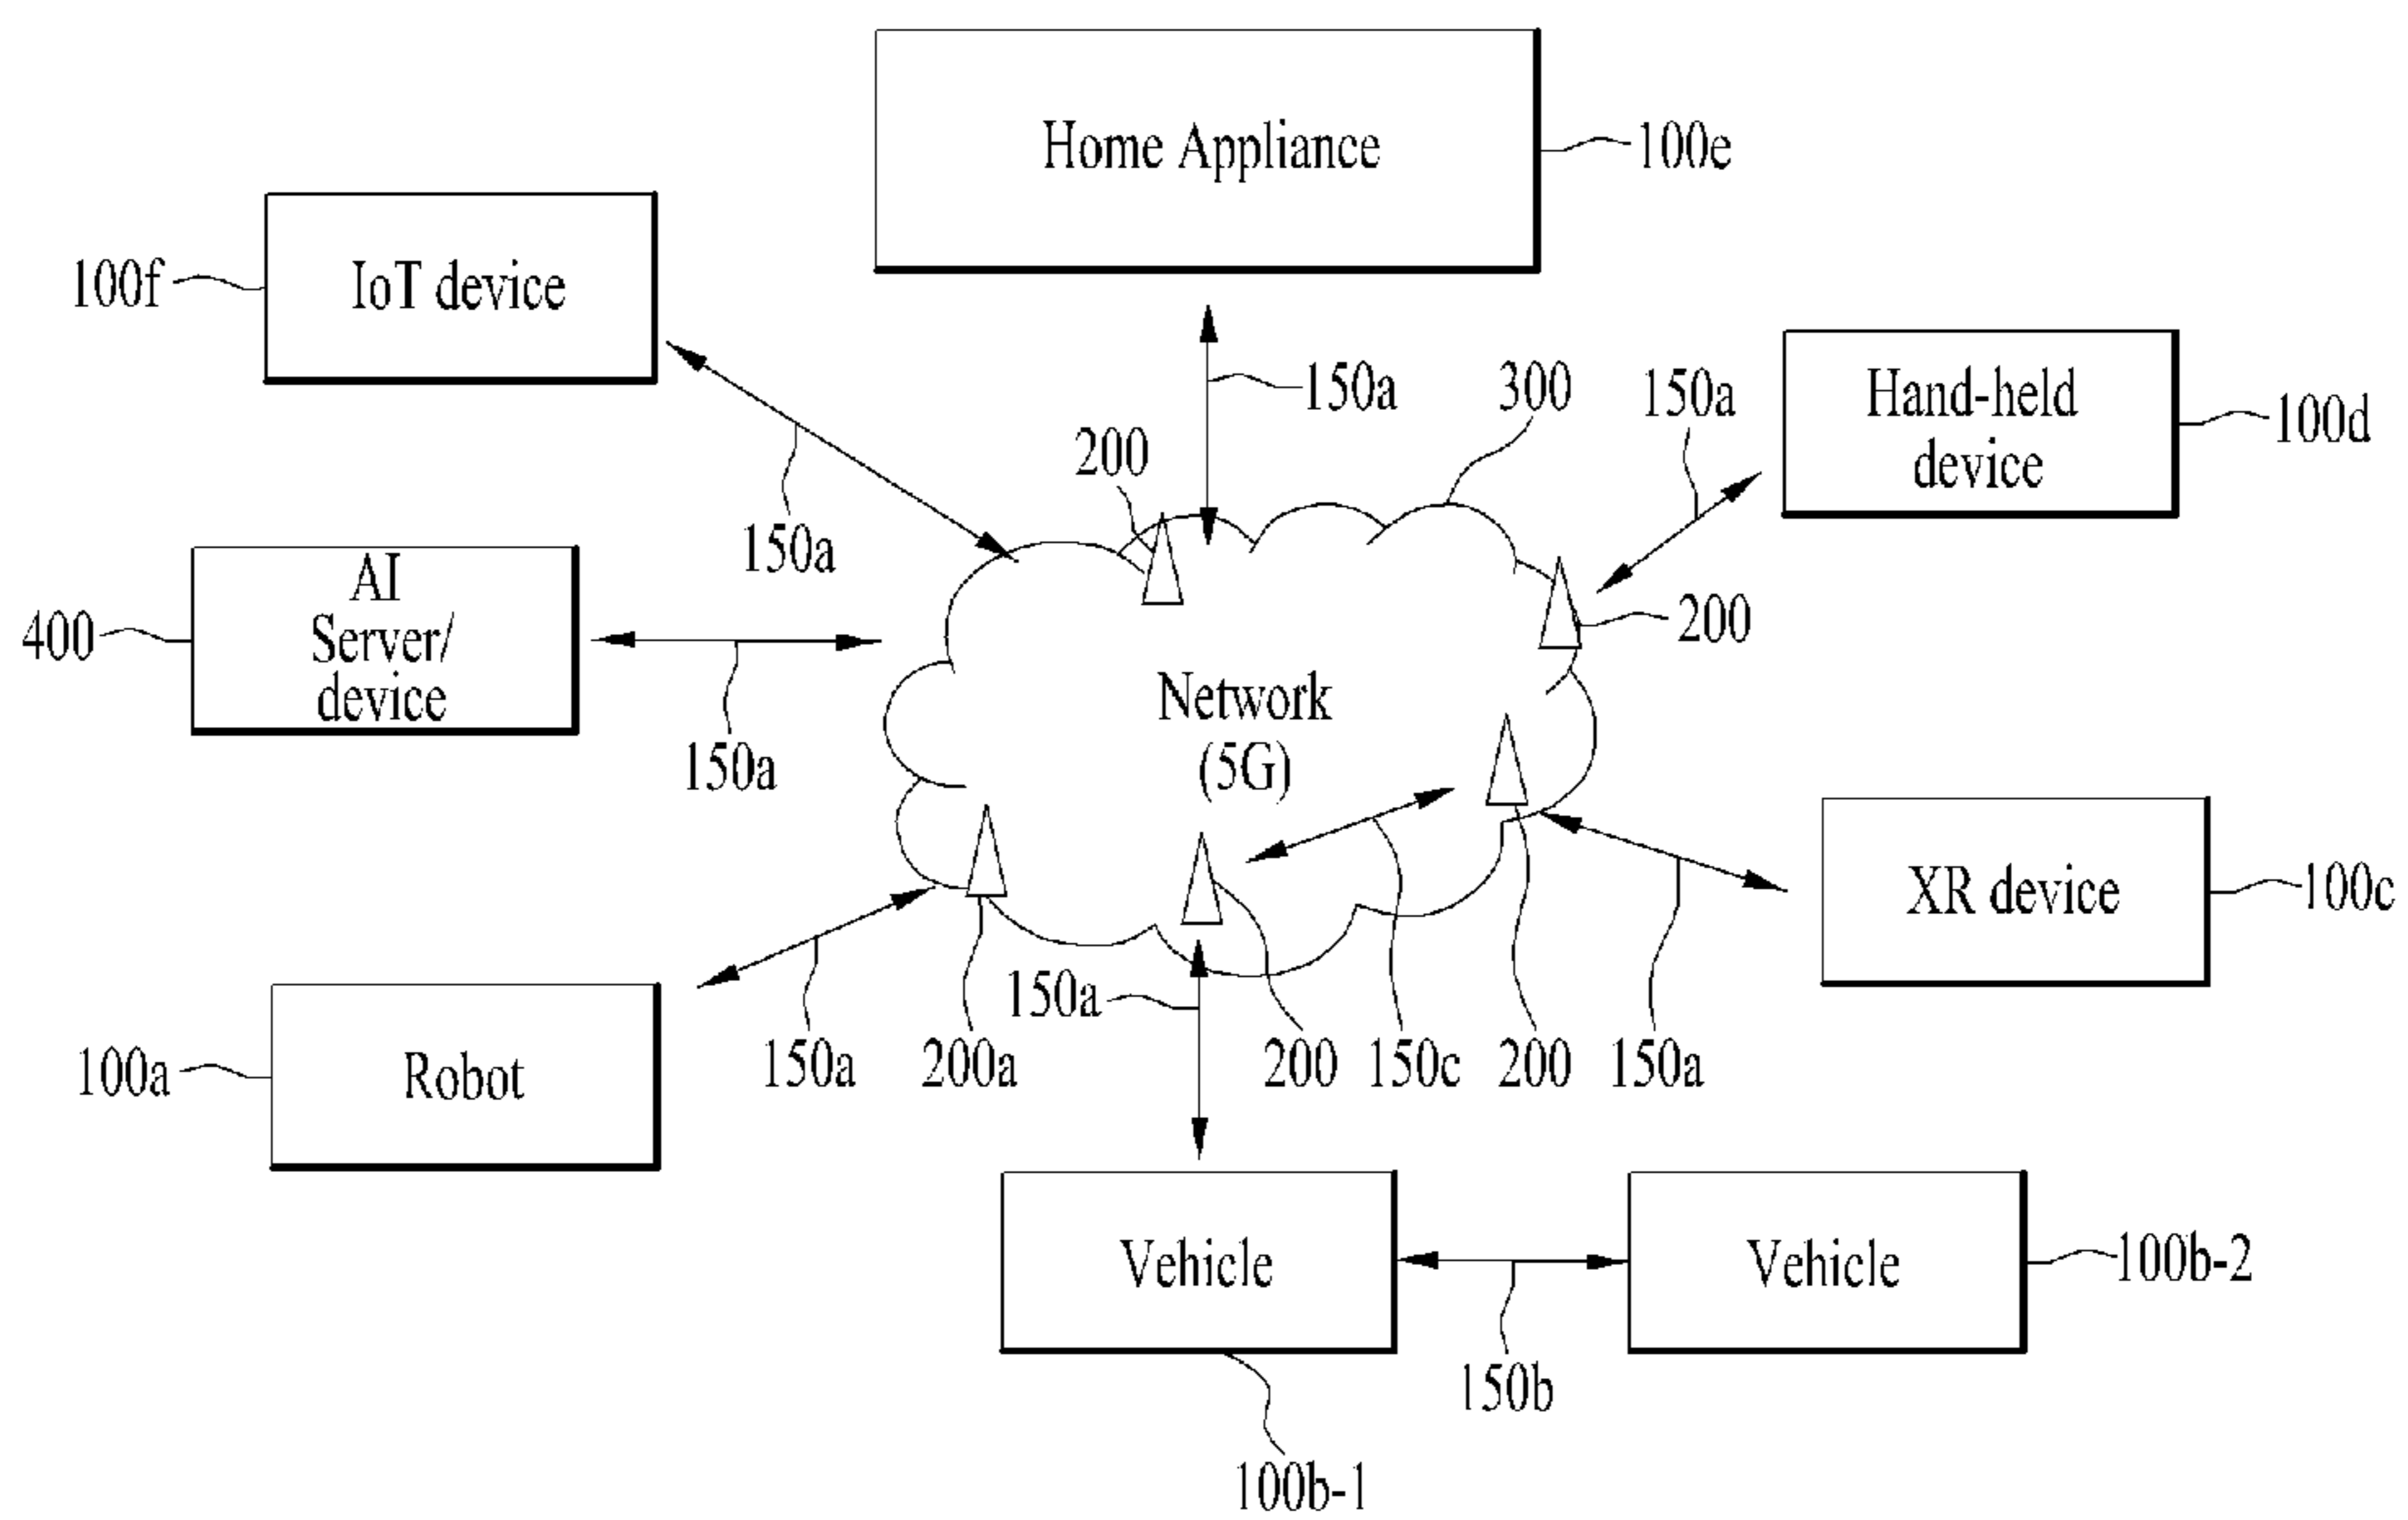 Home Appliance
100e
IoT device
100f
150a
300
150a
Hand-held
device
100d
200
150a
AI
Server/
device
400
200
Network
(5G)
150a
XR device
100c
150a
Robot
100a
150a
200a
200
150c
200
150a
Vehicle
Vehicle
100b-2
150b
100b-1